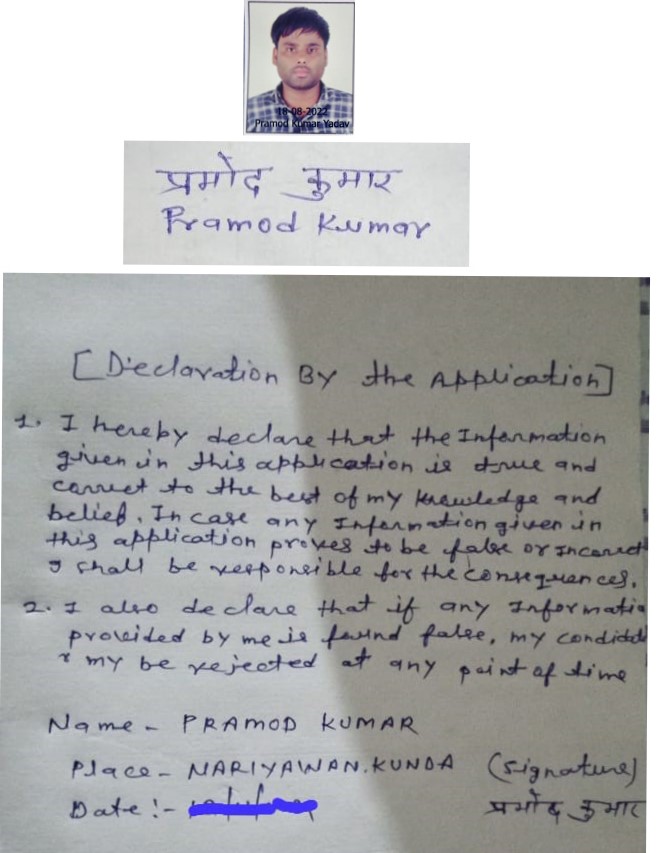 18-08-2022
Pramod Kumar Yadav
प्रमोद कुमार
Pramod Kumar
[Declaration By the Application]
1. I hereby declare that the Information
given in this application is true and
correct to the best of my knowledge and
belief. In case any Information given in
this application proves to be false or Incorrect
I shall be responsible for the consequences.
2. I also declare that if any Informatio
provided by me is found false, my candidat
my be rejected at any point of time
Name - PRAMOD KUMAR
Place - NARIYAWAN.KUNDA (Signature)
Date :- प्रमोद कुमार